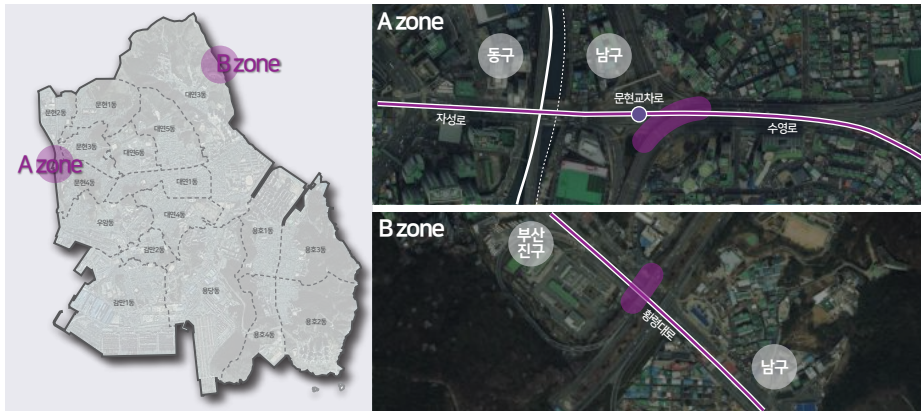 B zone
A zone
문현2동
문현1동
대연3동
문현3동
대연5동
대연6동
문현4동
대연1동
우암동
대연4동
감만2동
용호1동
용호3동
감만1동
용당동
용호2동
용호4동
A zone
동구
남구
문현교차로
자성로
수영로
B zone
부산
진구
황령대로
남구